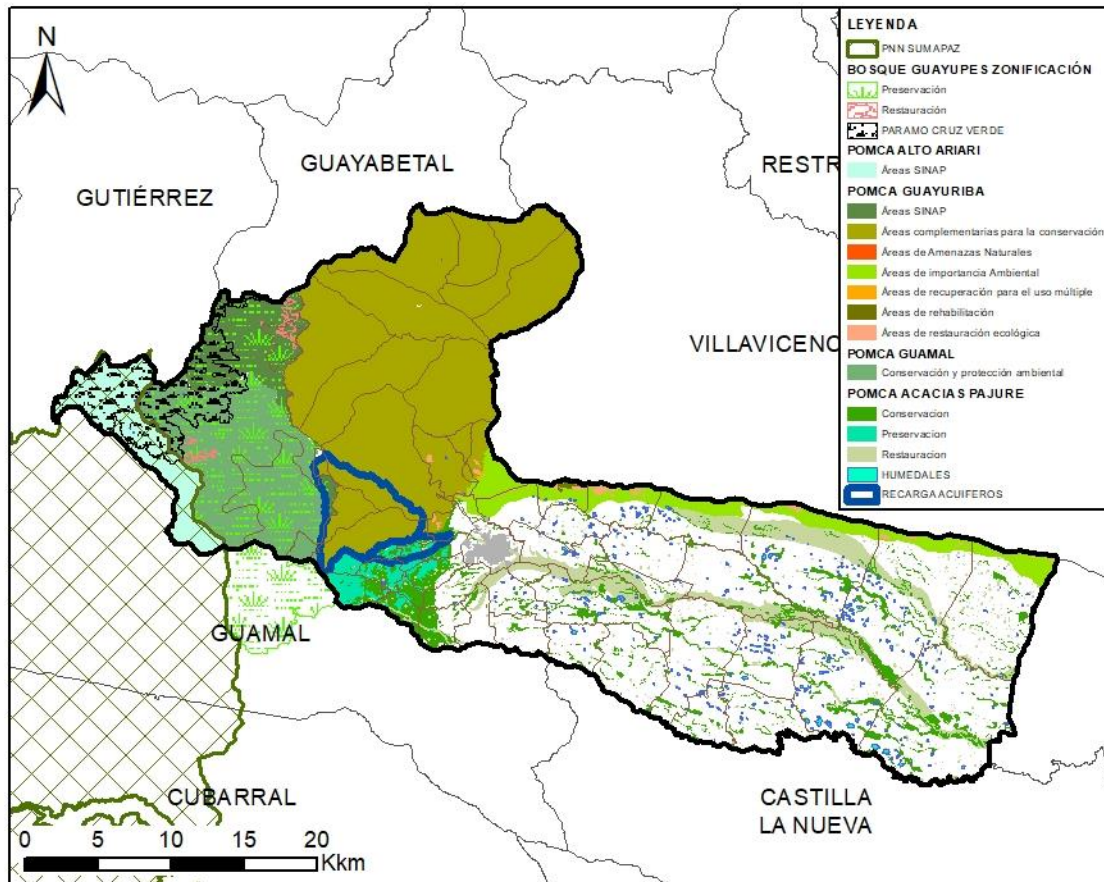 N
GUAYABETAL
GUTIÉRREZ
RESTR
VILLAVICENC
GUAMAL
CUBARRAL
CASTILLA
LA NUEVA
0 5 10 15 20
Kkm
LEYENDA
PNN SUMAPAZ
BOSQUE GUAYUPES ZONIFICACIÓN
Preservación
Restauración
PARAMO CRUZ VERDE
POMCA ALTO ARIARI
Áreas SINAP
POMCA GUAYURIBA
Áreas SINAP
Áreas complementarias para la conservación
Áreas de Amenazas Naturales
Áreas de importancia Ambiental
Áreas de recuperación para el uso múltiple
Áreas de rehabilitación
Áreas de restauración ecológica
POMCA GUAMAL
Conservación y protección ambiental
POMCA ACACIAS PAJURE
Conservacion
Preservacion
Restauracion
HUMEDALES
RECARGA ACUIFEROS